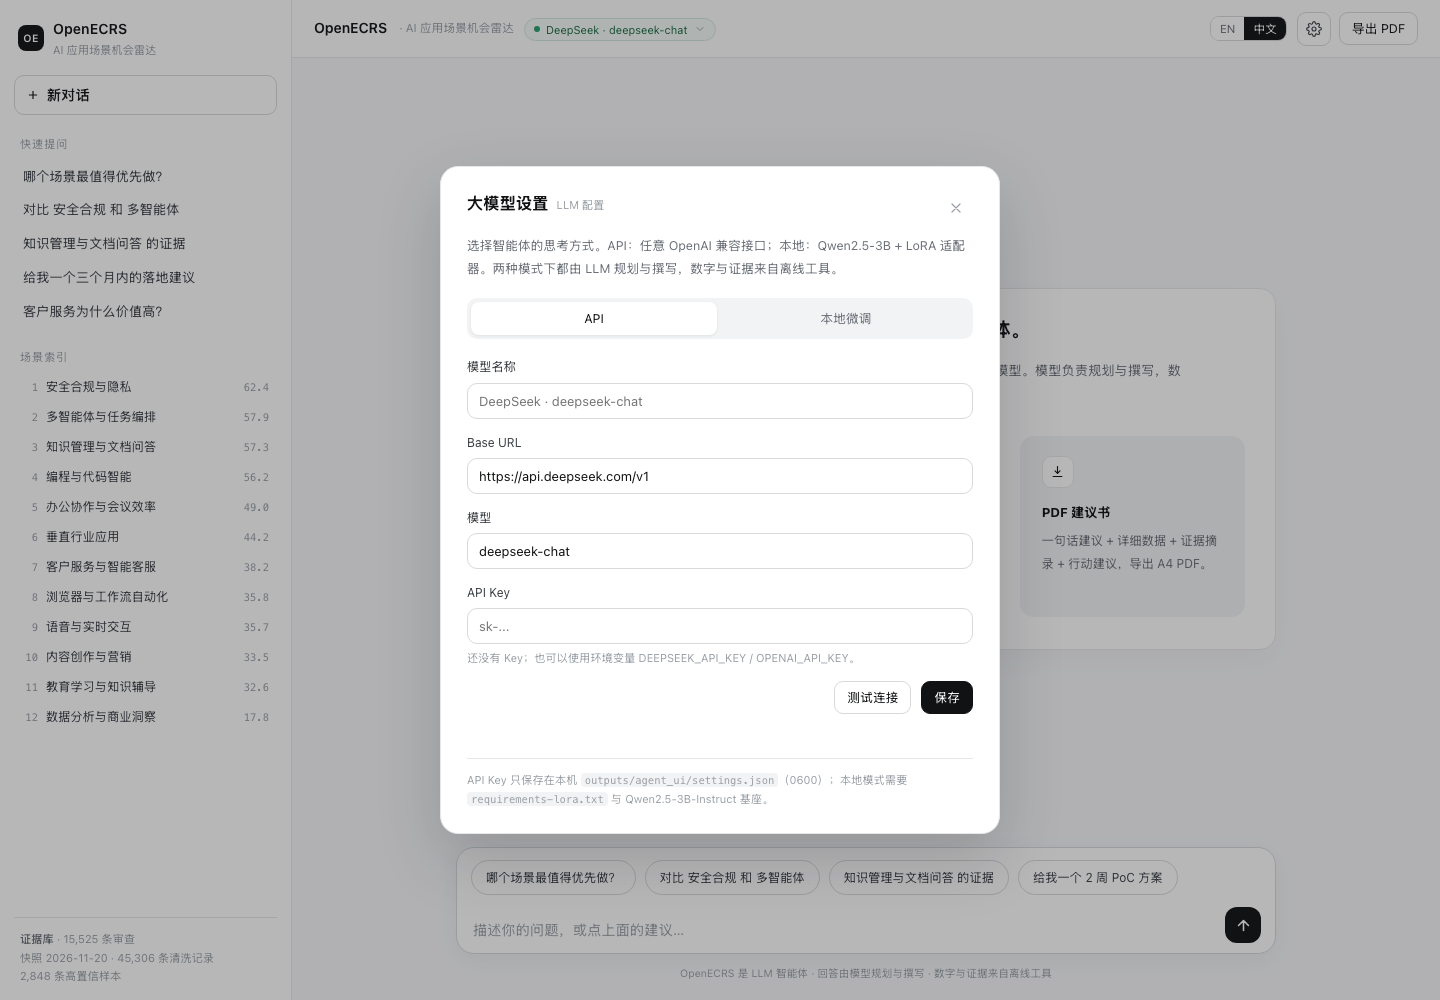 OE
OpenECRS
AI 应用场景机会雷达
+ 新对话
快速提问
哪个场景最值得优先做？
对比 安全合规 和 多智能体
知识管理与文档问答 的证据
给我一个三个月内的落地建议
客户服务为什么价值高？
场景索引
1 安全合规与隐私 62.4
2 多智能体与任务编排 57.9
3 知识管理与文档问答 57.3
4 编程与代码智能 56.2
5 办公协作与会议效率 49.0
6 垂直行业应用 44.2
7 客户服务与智能客服 38.2
8 浏览器与工作流自动化 35.8
9 语音与实时交互 35.7
10 内容创作与营销 33.5
11 教育学习与知识辅导 32.6
12 数据分析与商业洞察 17.8
证据库 · 15,525 条审查
快照 2026-11-20 · 45,306 条清洗记录
2,848 条高置信样本
OpenECRS · AI 应用场景机会雷达 DeepSeek · deepseek-chat
EN 中文 导出 PDF
大模型设置 LLM 配置
选择智能体的思考方式。API：任意 OpenAI 兼容接口；本地：Qwen2.5-3B + LoRA 适配
器。两种模式下都由 LLM 规划与撰写，数字与证据来自离线工具。
API 本地微调
模型名称
DeepSeek · deepseek-chat
Base URL
https://api.deepseek.com/v1
模型
deepseek-chat
API Key
sk-...
还没有 Key；也可以使用环境变量 DEEPSEEK_API_KEY / OPENAI_API_KEY。
测试连接 保存
API Key 只保存在本机 outputs/agent_ui/settings.json（0600）；本地模式需要
requirements-lora.txt 与 Qwen2.5-3B-Instruct 基座。
体。
模型。模型负责规划与撰写，数
PDF 建议书
一句话建议 + 详细数据 + 证据摘
录 + 行动建议，导出 A4 PDF。
哪个场景最值得优先做？ 对比 安全合规 和 多智能体 知识管理与文档问答 的证据 给我一个 2 周 PoC 方案
描述你的问题，或点上面的建议…
OpenECRS 是 LLM 智能体 · 回答由模型规划与撰写 · 数字与证据来自离线工具